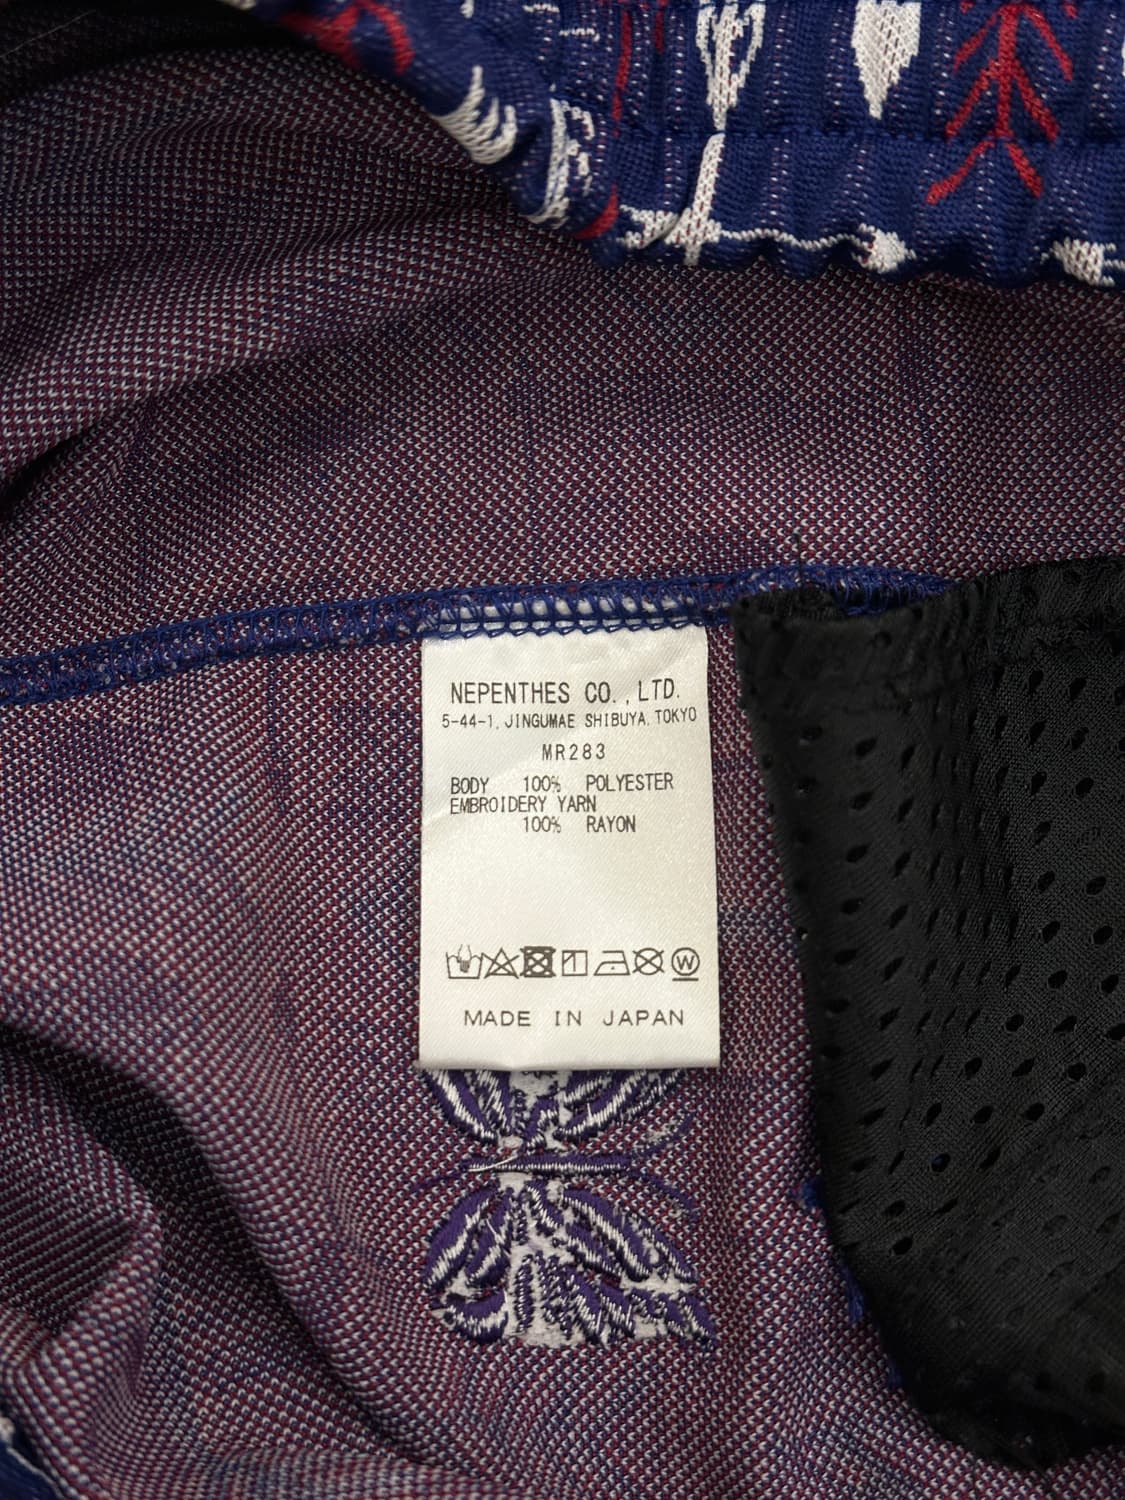 NEPENTHES CO.,LTD.
5-44-1, JINGUMAE SHIBUYA, TOKYO
MR283
BODY 100% POLYESTER
EMBROIDERY YARN
100% RAYON
W
MADE IN JAPAN